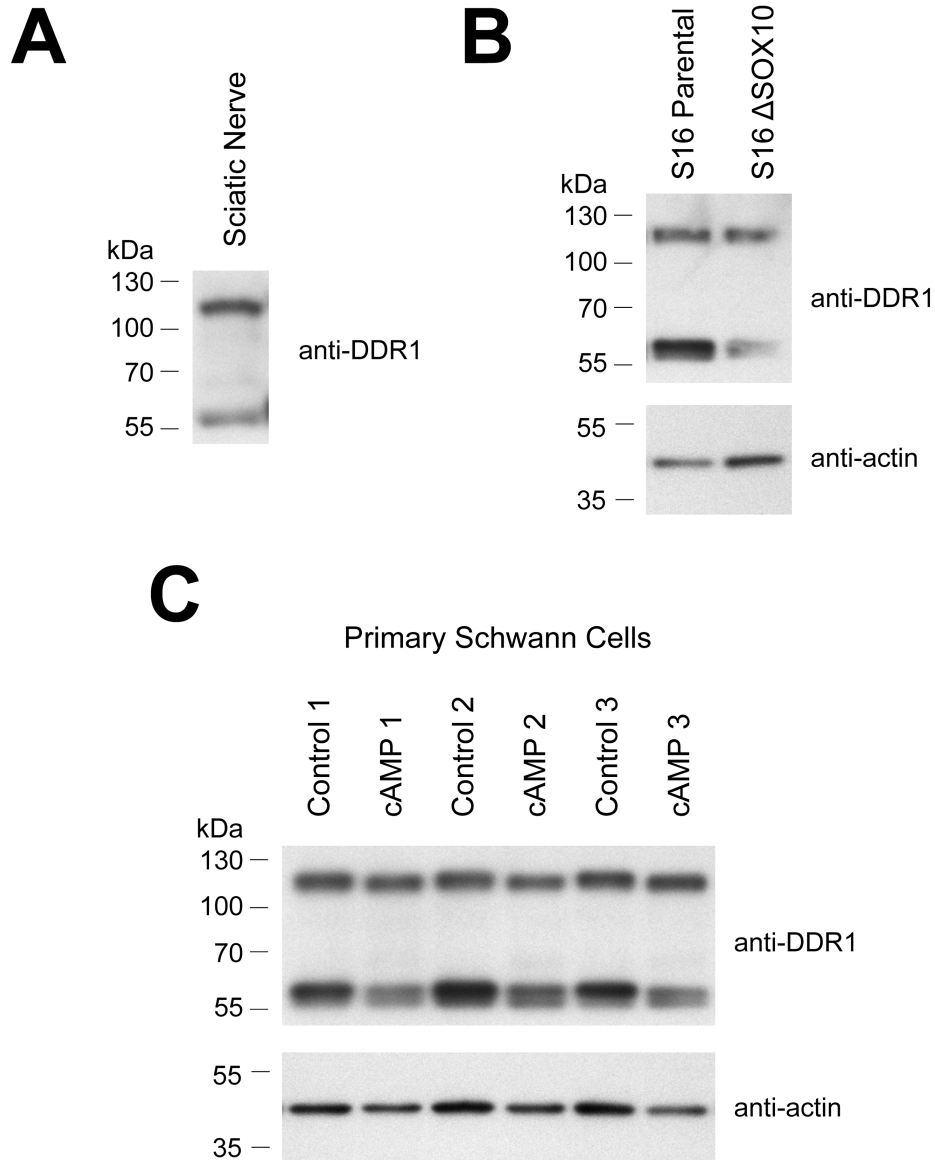 A
Sciatic Nerve
kDa
130
100
70
55
anti-DDR1
B
S16 Parental
S16 ΔSOX10
kDa
130
100
70
55
anti-DDR1
55
35
anti-actin
C
Primary Schwann Cells
Control 1
cAMP 1
Control 2
cAMP 2
Control 3
cAMP 3
kDa
130
100
70
55
anti-DDR1
55
35
anti-actin